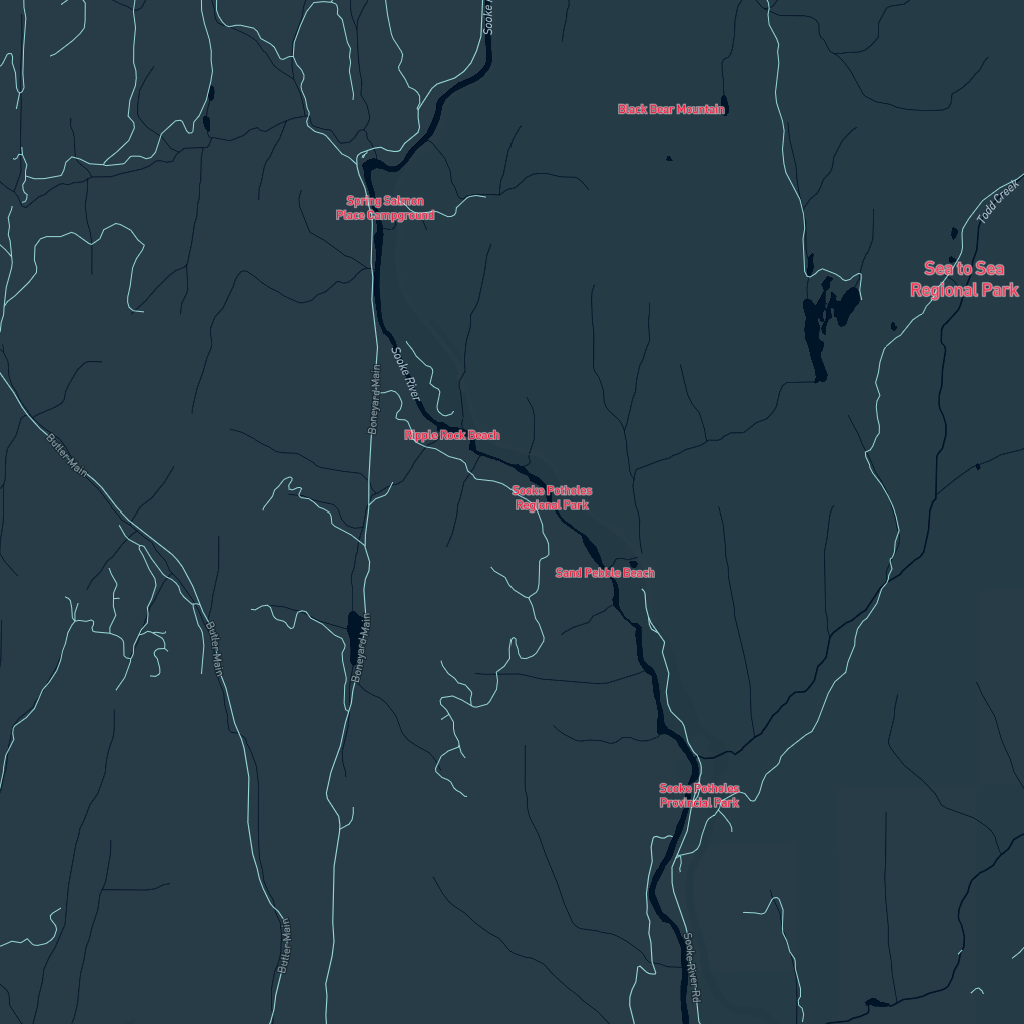 Sooke
Black Bear Mountain
Spring Salmon
Place Campground
Todd Creek
Sea to Sea
Regional Park
Sooke River
Boneyard Main
Ripple Rock Beach
Butler Main
Sooke Potholes
Regional Park
Sand Pebble Beach
Butler Main
Boneyard Main
Sooke Potholes
Provincial Park
Butler Main
Sooke River Rd